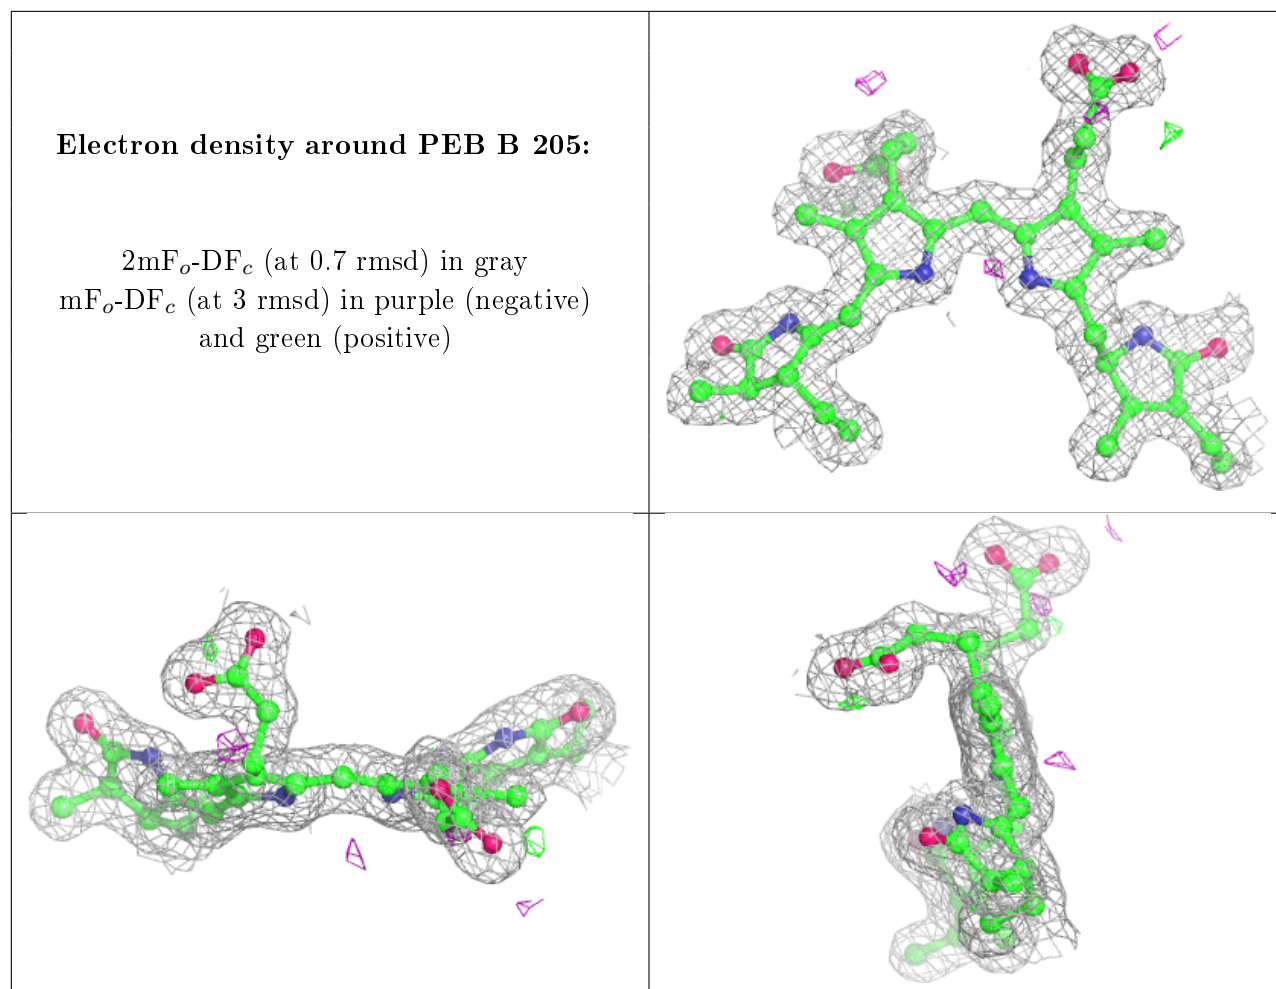 Electron density around PEB B 205:
2mFₒ-DF𝒸 (at 0.7 rmsd) in gray
mFₒ-DF𝒸 (at 3 rmsd) in purple (negative)
and green (positive)